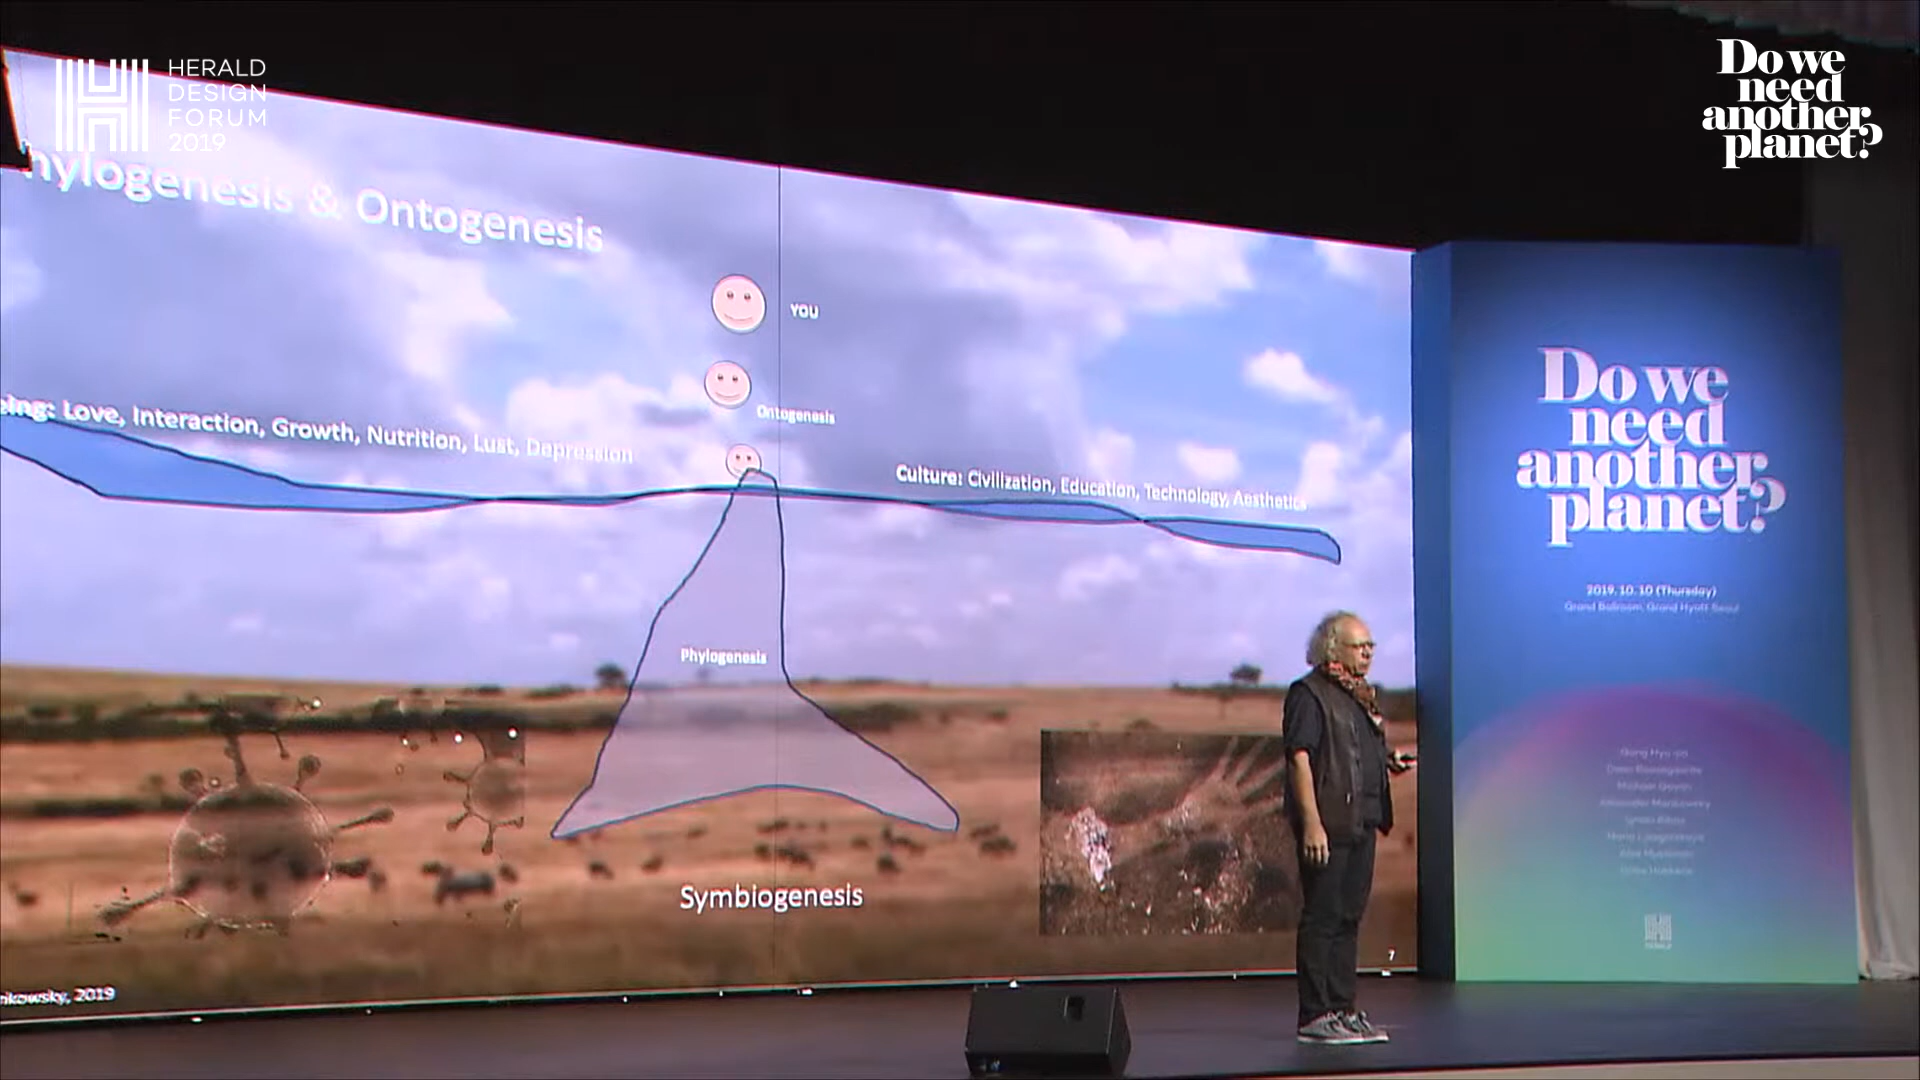 HERALD
DESIGN
FORUM
2019
Do we
need
another
planet?
hylogenesis & Ontogenesis
YOU
Ontogenesis
eing: Love, Interaction, Growth, Nutrition, Lust, Depression
Culture: Civilization, Education, Technology, Aesthetics
Phylogenesis
Symbiogenesis
nkowsky, 2019
7
Do we
need
another
planet?
2019. 10. 10 (Thursday)
Grand Ballroom, Grand Hyatt Seoul